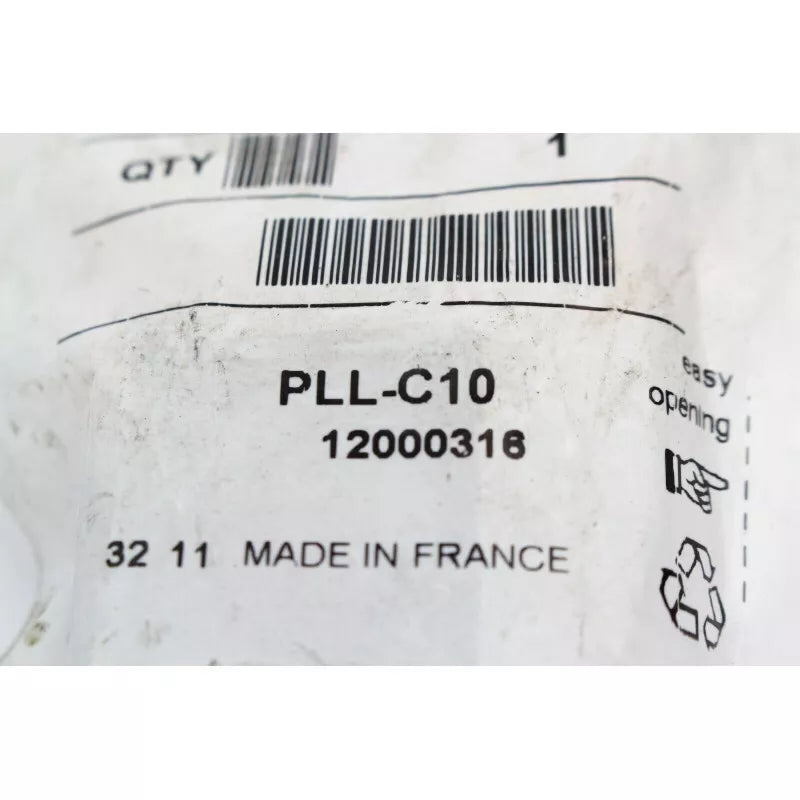 QTY 1
PLL-C10
12000316
easy
opening
32 11 MADE IN FRANCE